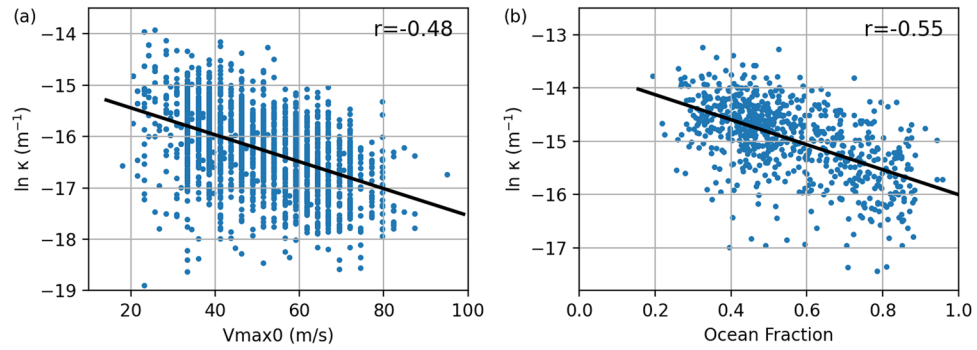 (a)
r=-0.48
−14
−15
−16
−17
−18
−19
ln κ (m⁻¹)
20 40 60 80 100
Vmax0 (m/s)
(b)
r=-0.55
−13
−14
−15
−16
−17
ln κ (m⁻¹)
0.0 0.2 0.4 0.6 0.8 1.0
Ocean Fraction